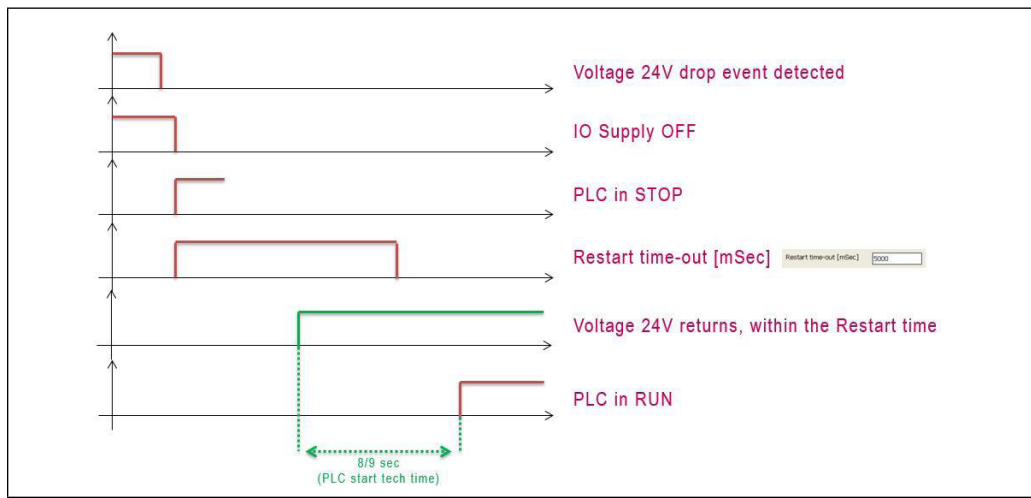 Voltage 24V drop event detected
IO Supply OFF
PLC in STOP
Restart time-out [mSec] Restart time-out [mSec] 5000
Voltage 24V returns, within the Restart time
PLC in RUN
8/9 sec
(PLC start tech time)